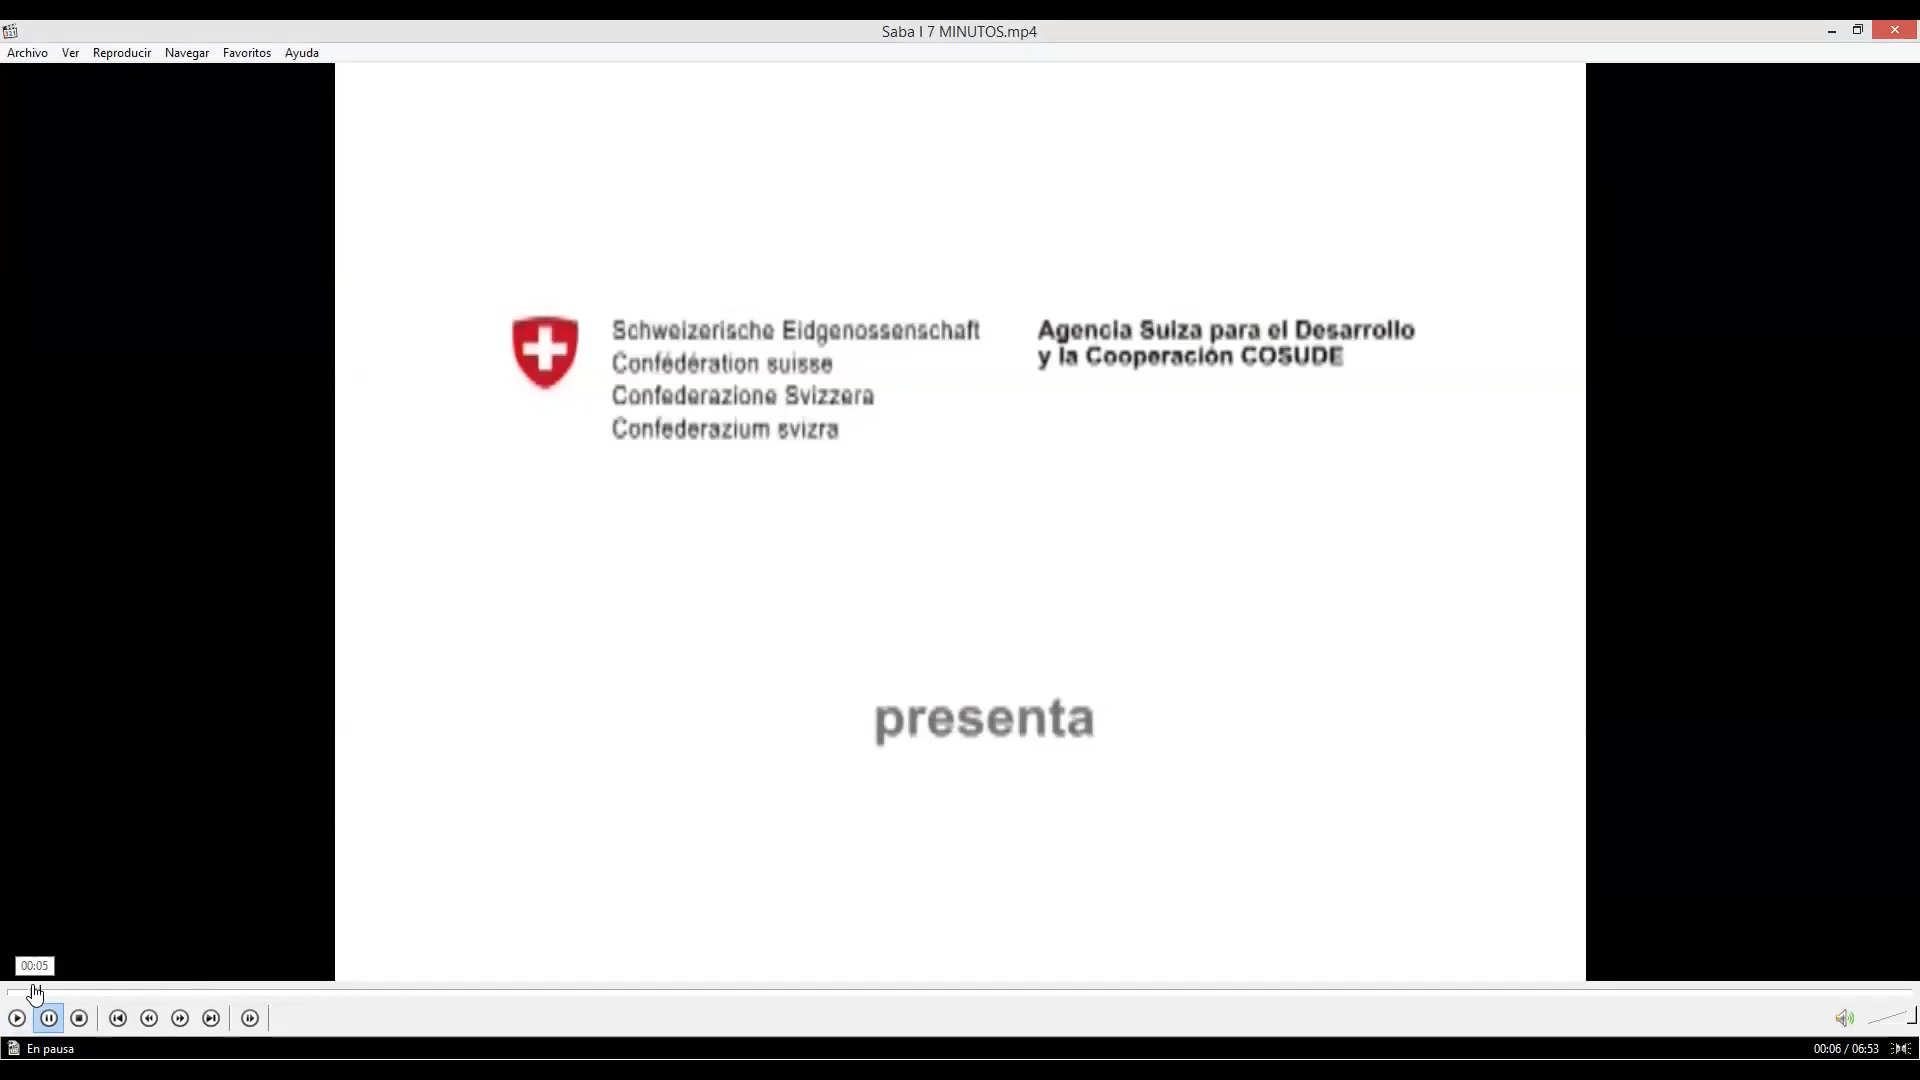 Saba I 7 MINUTOS.mp4
Archivo Ver Reproducir Navegar Favoritos Ayuda
Schweizerische Eidgenossenschaft
Confédération suisse
Confederazione Svizzera
Confederazium svizra
Agencia Suiza para el Desarrollo
y la Cooperación COSUDE
presenta
00:05
En pausa
00:06 / 06:53